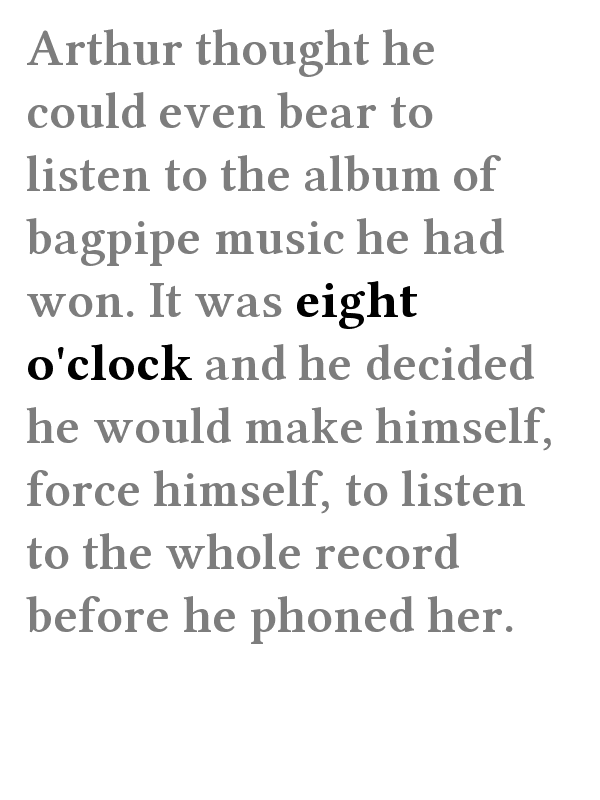 Arthur thought he
could even bear to
listen to the album of
bagpipe music he had
won. It was eight
o'clock and he decided
he would make himself,
force himself, to listen
to the whole record
before he phoned her.